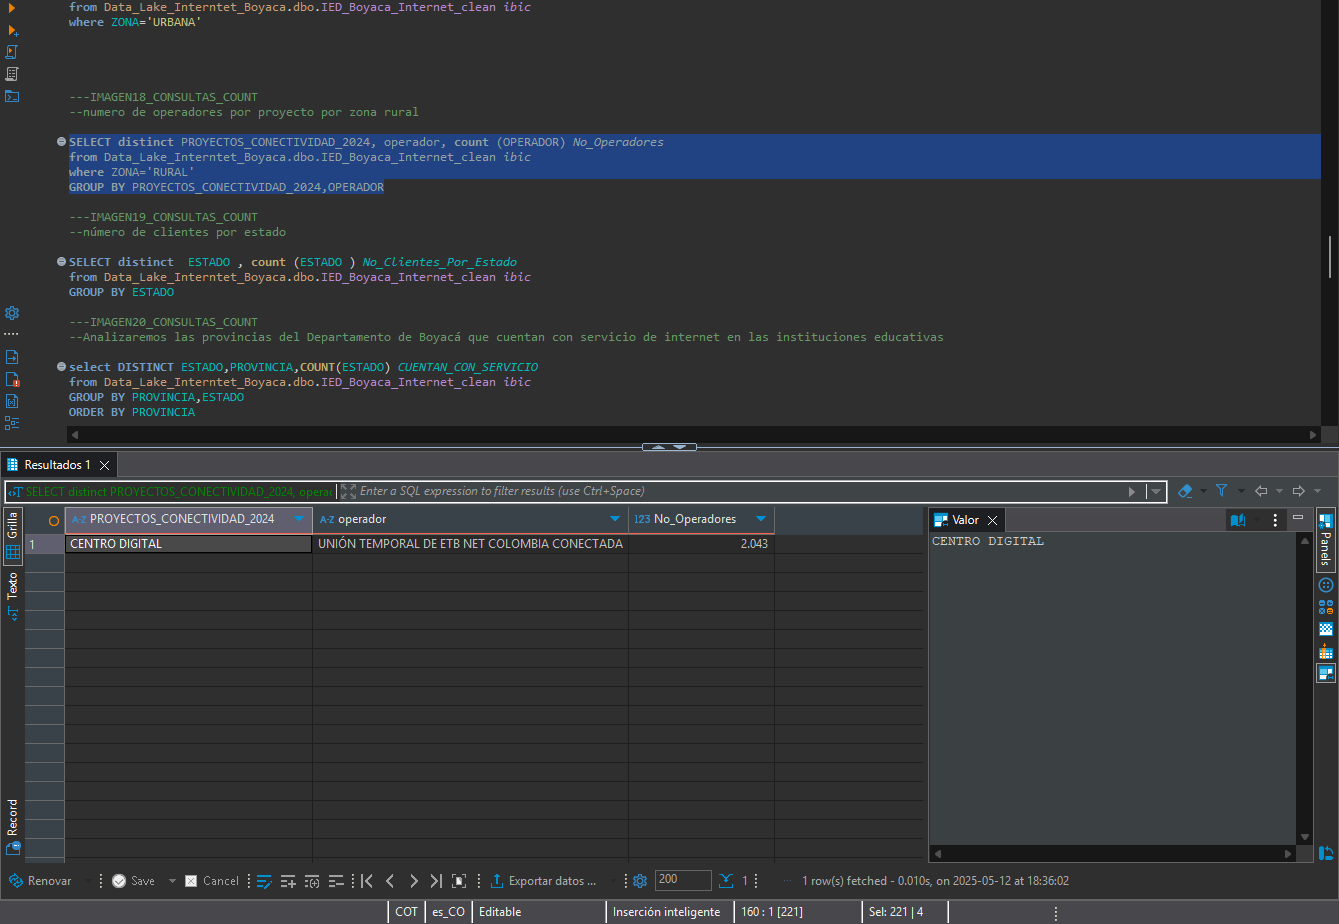 from Data_Lake_Interntet_Boyaca.dbo.IED_Boyaca_Internet_clean ibic
where ZONA='URBANA'
---IMAGEN18_CONSULTAS_COUNT
--numero de operadores por proyecto por zona rural
SELECT distinct PROYECTOS_CONECTIVIDAD_2024, operador, count (OPERADOR) No_Operadores
from Data_Lake_Interntet_Boyaca.dbo.IED_Boyaca_Internet_clean ibic
where ZONA='RURAL'
GROUP BY PROYECTOS_CONECTIVIDAD_2024,OPERADOR
---IMAGEN19_CONSULTAS_COUNT
--número de clientes por estado
SELECT distinct  ESTADO , count (ESTADO ) No_Clientes_Por_Estado
from Data_Lake_Interntet_Boyaca.dbo.IED_Boyaca_Internet_clean ibic
GROUP BY ESTADO
---IMAGEN20_CONSULTAS_COUNT
--Analizaremos las provincias del Departamento de Boyacá que cuentan con servicio de internet en las instituciones educativas
select DISTINCT ESTADO,PROVINCIA,COUNT(ESTADO) CUENTAN_CON_SERVICIO
from Data_Lake_Interntet_Boyaca.dbo.IED_Boyaca_Internet_clean ibic
GROUP BY PROVINCIA,ESTADO
ORDER BY PROVINCIA
Resultados 1
SELECT distinct PROYECTOS_CONECTIVIDAD_2024, operac
Enter a SQL expression to filter results (use Ctrl+Space)
Grilla
Texto
Record
A-Z PROYECTOS_CONECTIVIDAD_2024
A-Z operador
123 No_Operadores
1 CENTRO DIGITAL UNIÓN TEMPORAL DE ETB NET COLOMBIA CONECTADA 2.043
Valor
CENTRO DIGITAL
Panels
Renovar
Save
Cancel
Exportar datos ...
200
1
1 row(s) fetched - 0.010s, on 2025-05-12 at 18:36:02
COT
es_CO
Editable
Inserción inteligente
160 : 1 [221]
Sel: 221 | 4